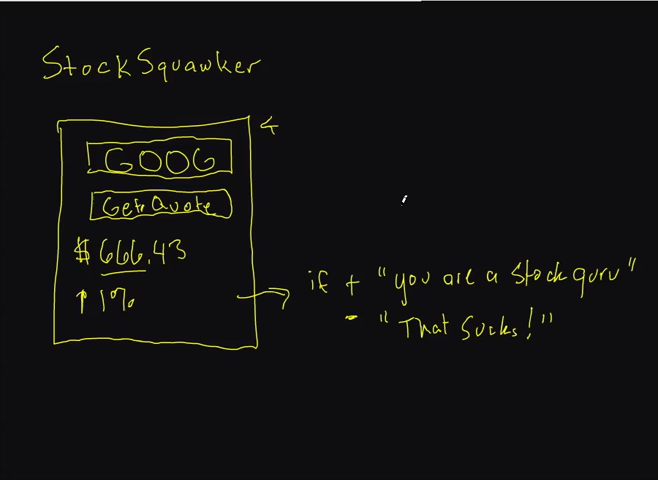 StockSquawker
GOOG
Get Quote
$ 666.43
↑ 1%
if + "you are a Stock guru"
- "That Sucks!"